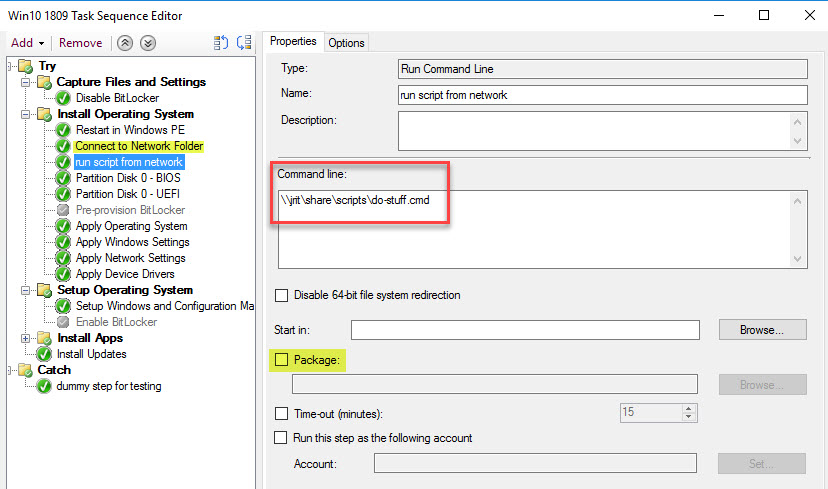 Win10 1809 Task Sequence Editor
Add Remove
Try
Capture Files and Settings
Disable BitLocker
Install Operating System
Restart in Windows PE
Connect to Network Folder
run script from network
Partition Disk 0 - BIOS
Partition Disk 0 - UEFI
Pre-provision BitLocker
Apply Operating System
Apply Windows Settings
Apply Network Settings
Apply Device Drivers
Setup Operating System
Setup Windows and Configuration Ma
Enable BitLocker
Install Apps
Install Updates
Catch
dummy step for testing
Properties Options
Type: Run Command Line
Name: run script from network
Description:
Command line:
\\jrit\share\scripts\do-stuff.cmd
Disable 64-bit file system redirection
Start in: Browse...
Package:
Browse...
Time-out (minutes): 15
Run this step as the following account
Account: Set...